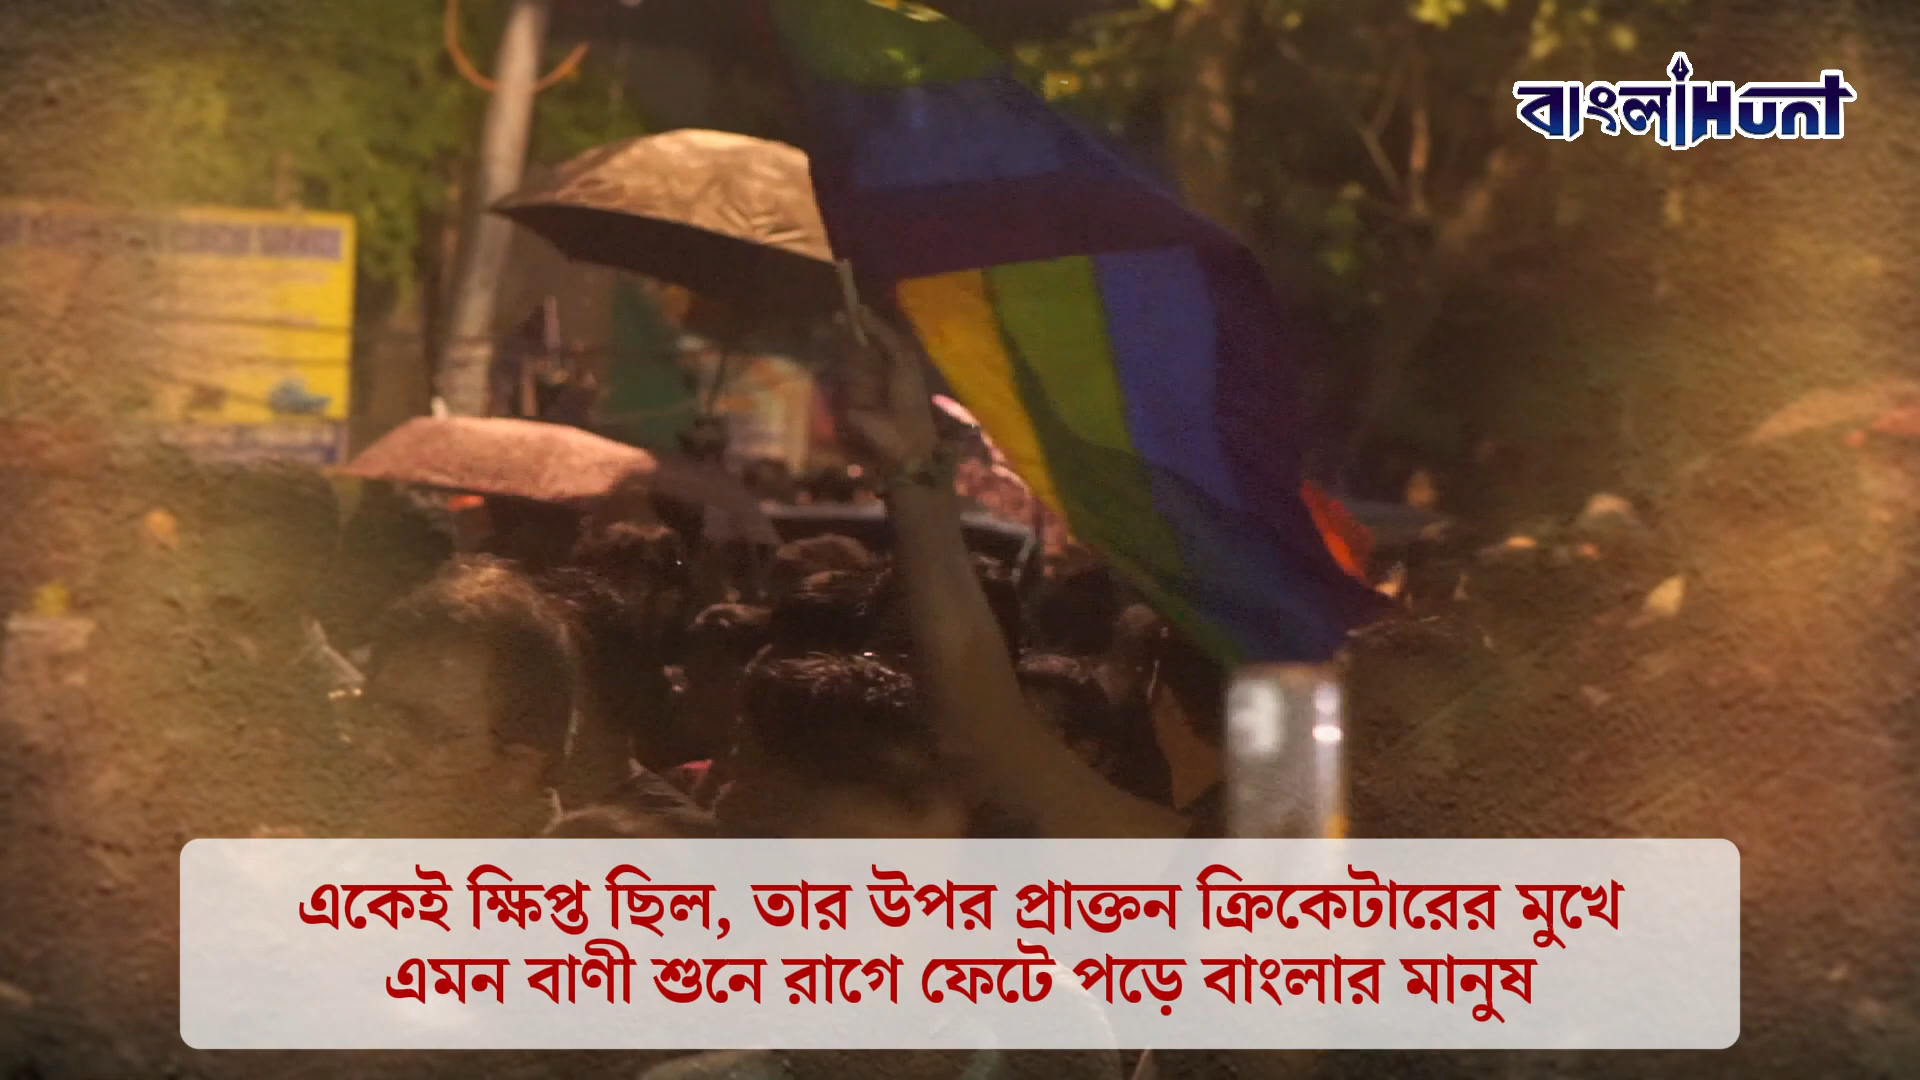 বাংলাHunt
একেই ক্ষিপ্ত ছিল, তার উপর প্রাক্তন ক্রিকেটারের মুখে
এমন বাণী শুনে রাগে ফেটে পড়ে বাংলার মানুষ